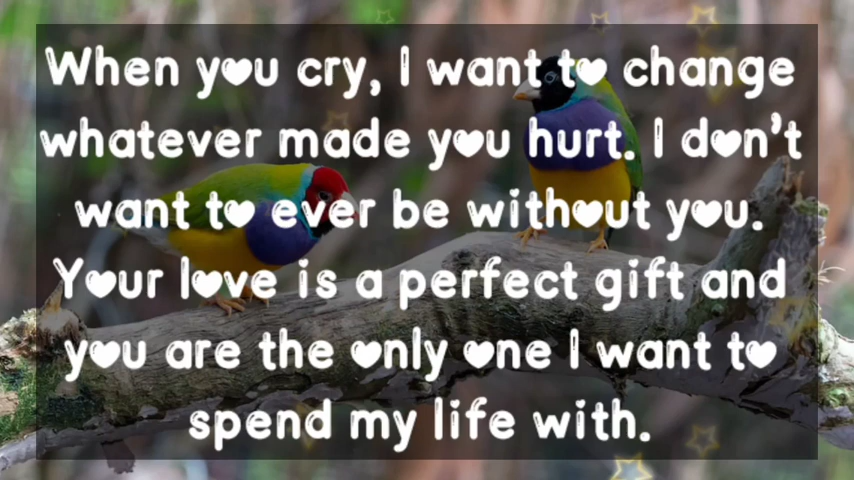 When you cry, I want to change
whatever made you hurt. I don't
want to ever be without you.
Your love is a perfect gift and
you are the only one I want to
spend my life with.